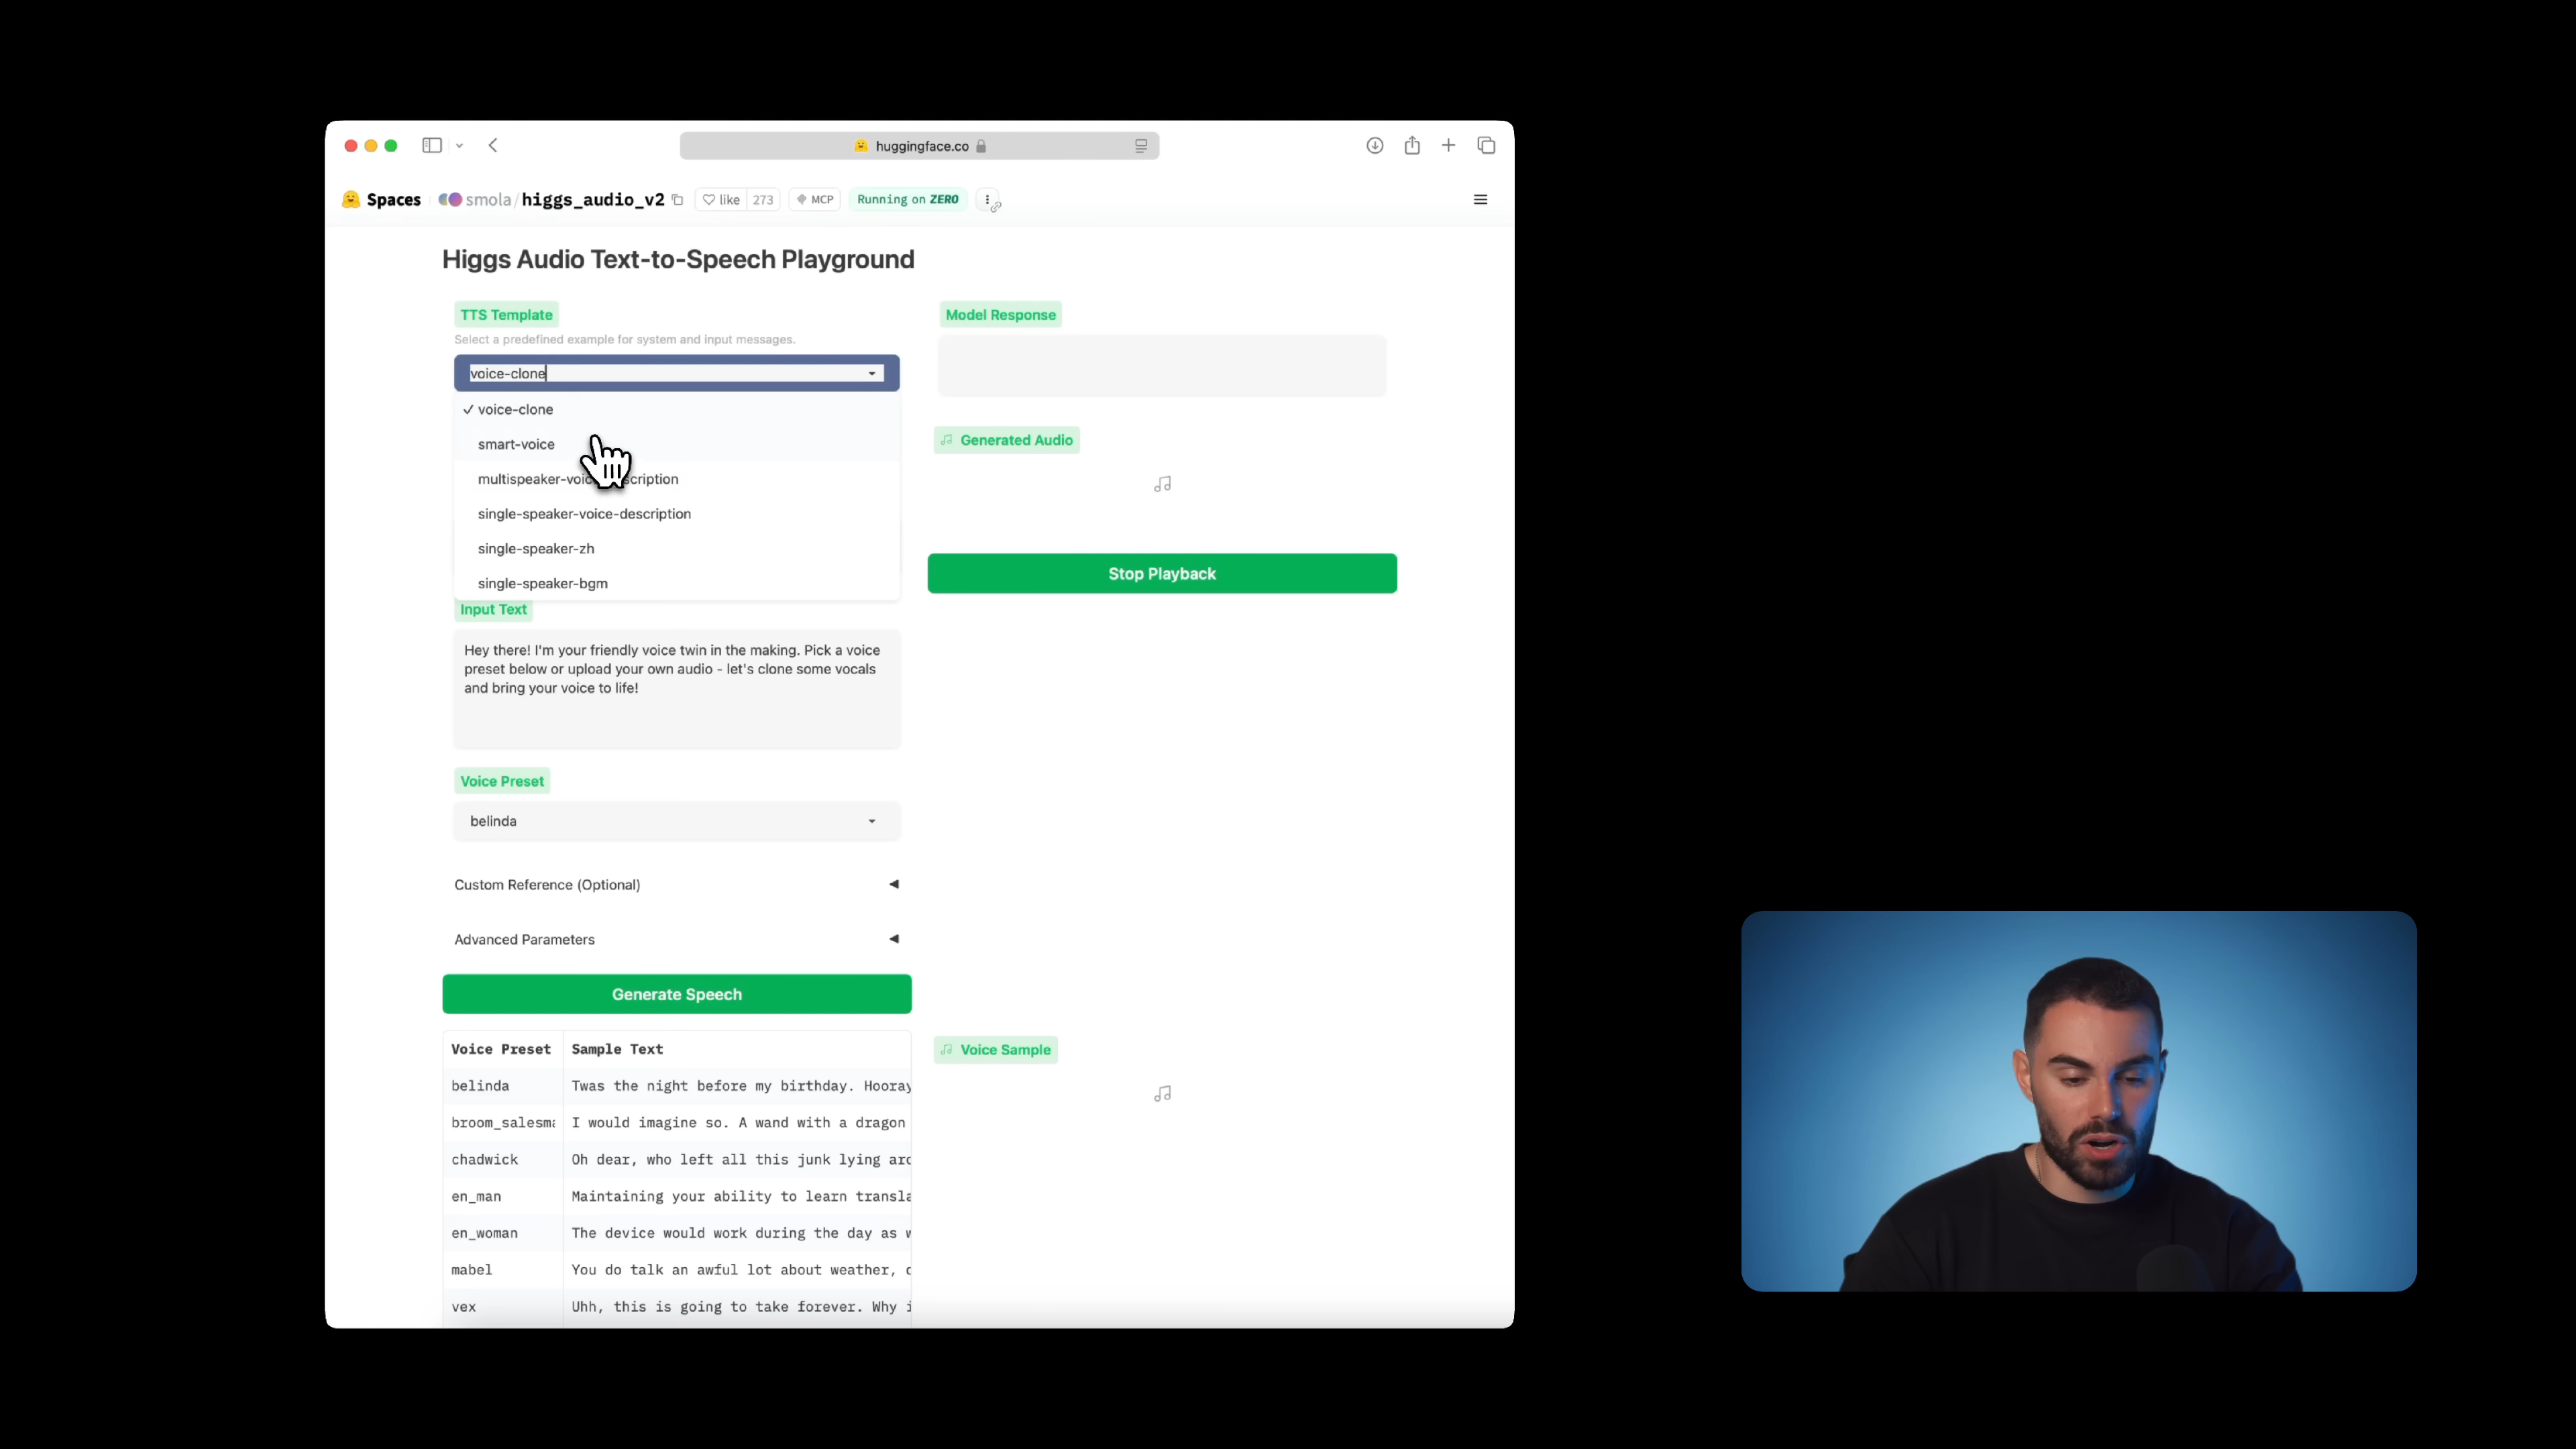 huggingface.co
Spaces smola/higgs_audio_v2 like 273 MCP Running on ZERO
Higgs Audio Text-to-Speech Playground
TTS Template
Select a predefined example for system and input messages.
voice-clone
✓ voice-clone
smart-voice
multispeaker-voice-description
single-speaker-voice-description
single-speaker-zh
single-speaker-bgm
Input Text
Hey there! I'm your friendly voice twin in the making. Pick a voice
preset below or upload your own audio - let's clone some vocals
and bring your voice to life!
Voice Preset
belinda
Custom Reference (Optional)
Advanced Parameters
Generate Speech
Model Response
Generated Audio
Stop Playback
Voice Preset Sample Text
belinda Twas the night before my birthday. Hooray
broom_salesma I would imagine so. A wand with a dragon
chadwick Oh dear, who left all this junk lying aro
en_man Maintaining your ability to learn transla
en_woman The device would work during the day as w
mabel You do talk an awful lot about weather,
vex Uhh, this is going to take forever. Why i
Voice Sample